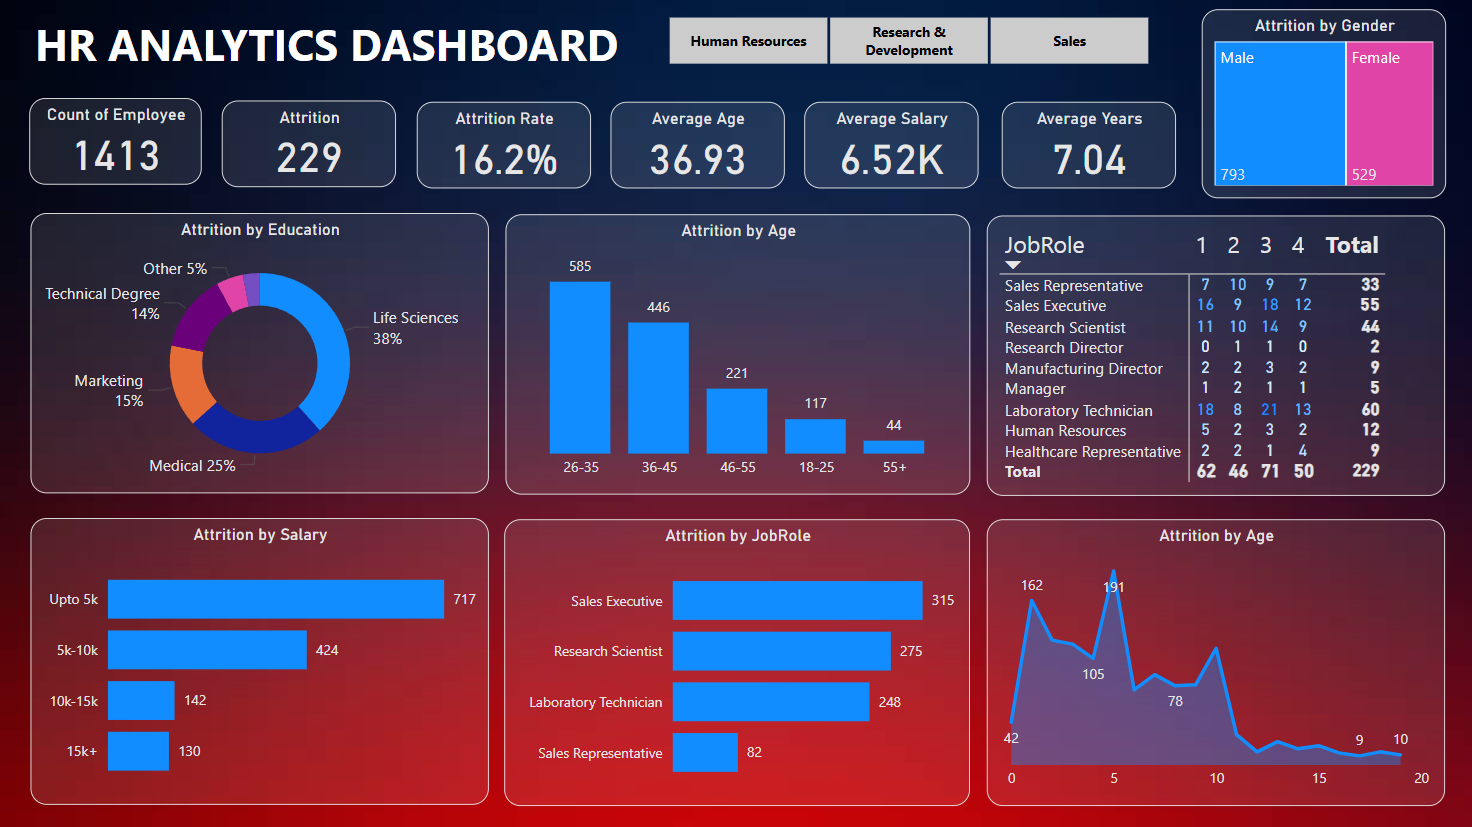 HR ANALYTICS DASHBOARD
Human Resources
Research &
Development
Sales
Attrition by Gender
Male
Female
793
529
Count of Employee
1413
Attrition
229
Attrition Rate
16.2%
Average Age
36.93
Average Salary
6.52K
Average Years
7.04
Attrition by Education
Other 5%
Technical Degree
14%
Life Sciences
38%
Marketing
15%
Medical 25%
Attrition by Age
585
446
221
117
44
26-35 36-45 46-55 18-25 55+
JobRole 1 2 3 4 Total
Sales Representative 7 10 9 7 33
Sales Executive 16 9 18 12 55
Research Scientist 11 10 14 9 44
Research Director 0 1 1 0 2
Manufacturing Director 2 2 3 2 9
Manager 1 2 1 1 5
Laboratory Technician 18 8 21 13 60
Human Resources 5 2 3 2 12
Healthcare Representative 2 2 1 4 9
Total 62 46 71 50 229
Attrition by Salary
Upto 5k 717
5k-10k 424
10k-15k 142
15k+ 130
Attrition by JobRole
Sales Executive 315
Research Scientist 275
Laboratory Technician 248
Sales Representative 82
Attrition by Age
162
191
105
78
42
9
10
0 5 10 15 20